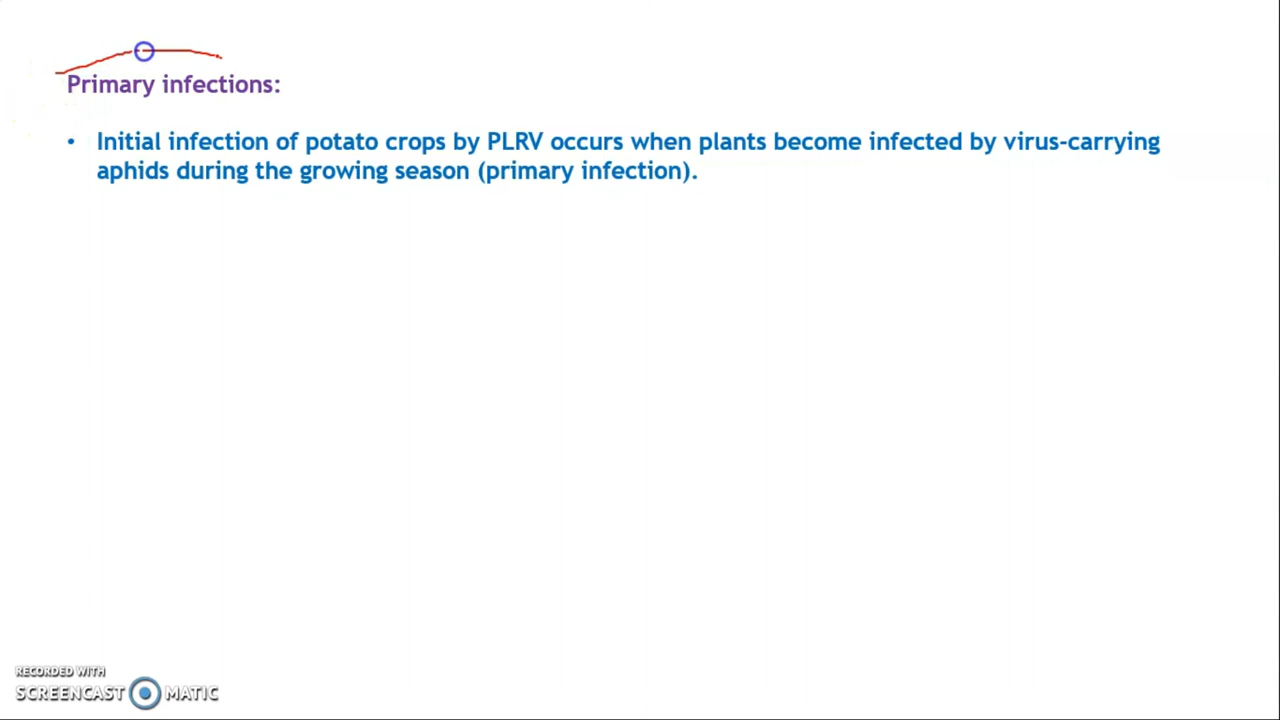 Primary infections:
• Initial infection of potato crops by PLRV occurs when plants become infected by virus-carrying
aphids during the growing season (primary infection).
RECORDED WITH
SCREENCAST MATIC